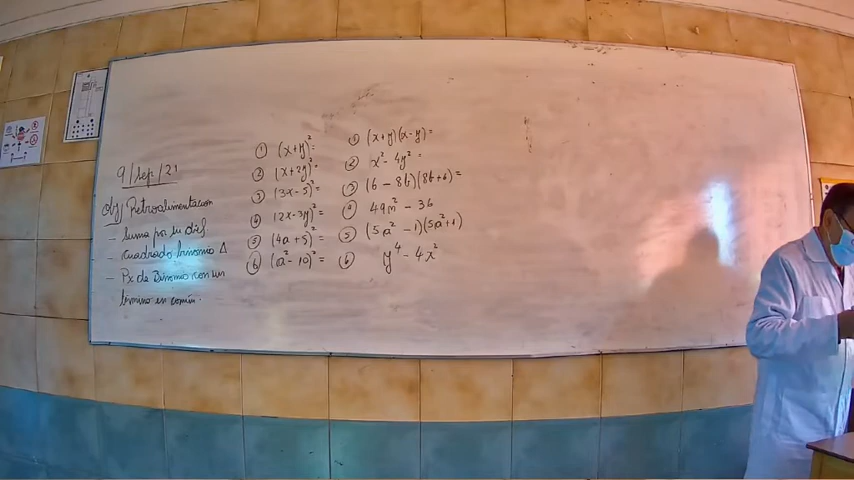 9/Sep/21
Obj/ Retroalimentación
- Suma por su dif
- cuadrado binomio Δ
- Px de Binomios con un
término en común.
① (x+y)²=
② (x+2y)²=
③ (3x-5)²=
④ (2x-3y)²=
⑤ (4a+5)²=
⑥ (a²-10)²=
① (x+y)(x-y)=
② x²-4y²=
③ (6-8b)(8b+6)=
④ 49m²-36
⑤ (5a²-1)(5a²+1)
⑥ y⁴-4x²